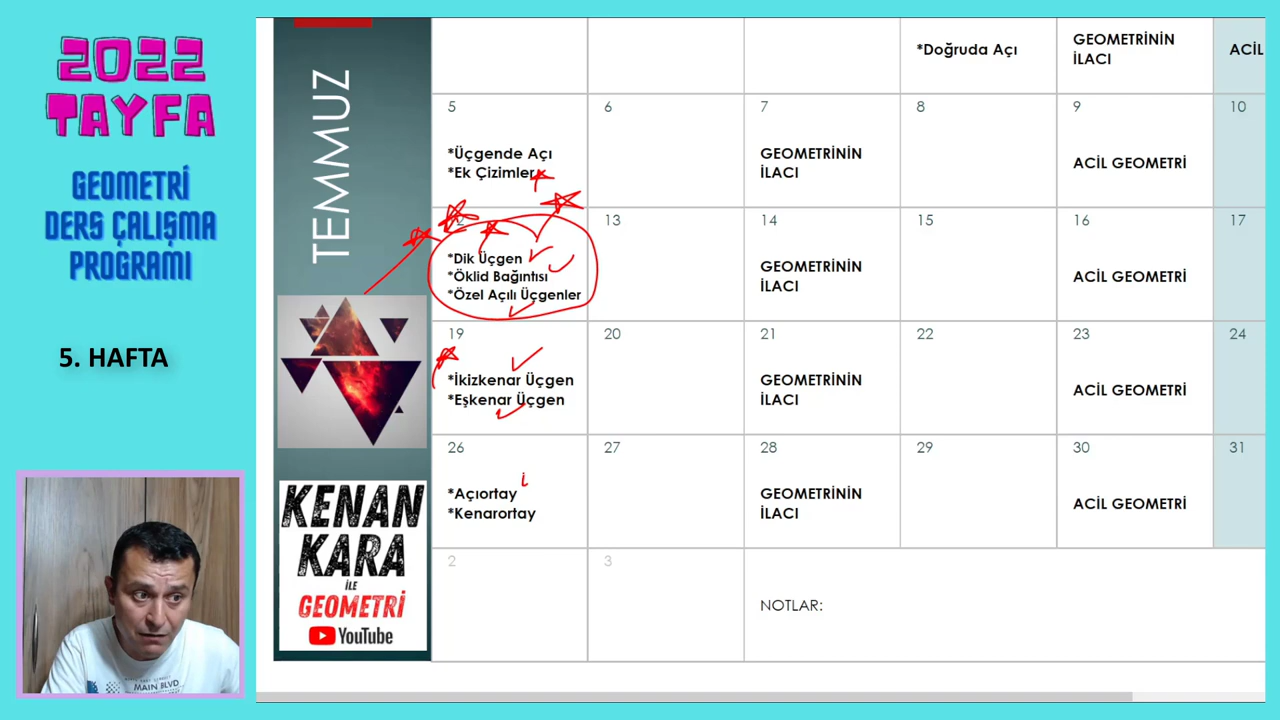 2022
TAYFA
GEOMETRİ
DERS ÇALIŞMA
PROGRAMI
5. HAFTA
MAIN BLVD
TEMMUZ
KENAN
KARA
İLE
GEOMETRİ
YouTube
*Doğruda Açı
GEOMETRİNİN
İLACI
ACİL
5
6
7
8
9
10
*Üçgende Açı
*Ek Çizimler
GEOMETRİNİN
İLACI
ACİL GEOMETRİ
13
14
15
16
17
*Dik Üçgen
*Öklid Bağıntısı
*Özel Açılı Üçgenler
GEOMETRİNİN
İLACI
ACİL GEOMETRİ
19
20
21
22
23
24
*İkizkenar Üçgen
*Eşkenar Üçgen
GEOMETRİNİN
İLACI
ACİL GEOMETRİ
26
27
28
29
30
31
*Açıortay
*Kenarortay
GEOMETRİNİN
İLACI
ACİL GEOMETRİ
2
3
NOTLAR: